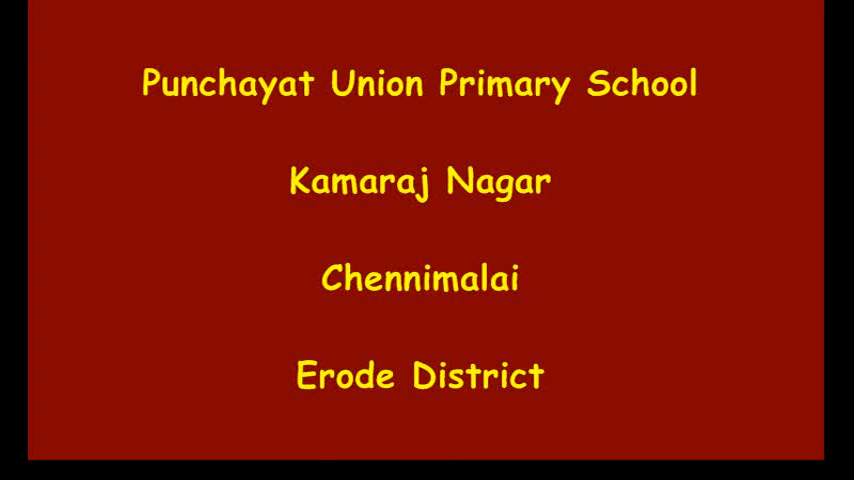 Punchayat Union Primary School
Kamaraj Nagar
Chennimalai
Erode District